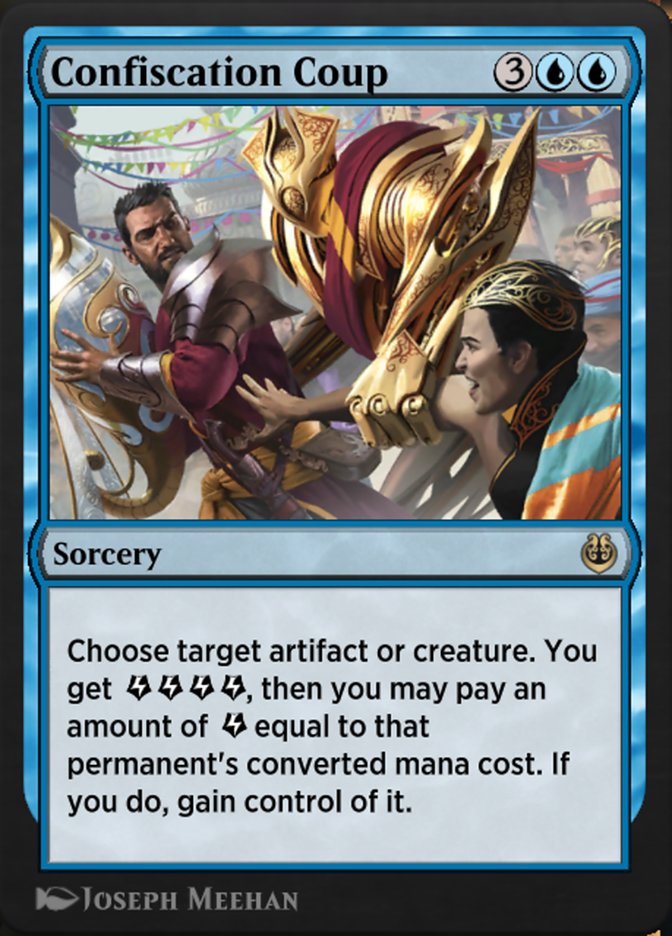 Confiscation Coup 3
Sorcery
Choose target artifact or creature. You
get ⚡⚡⚡⚡, then you may pay an
amount of ⚡ equal to that
permanent's converted mana cost. If
you do, gain control of it.
Joseph Meehan